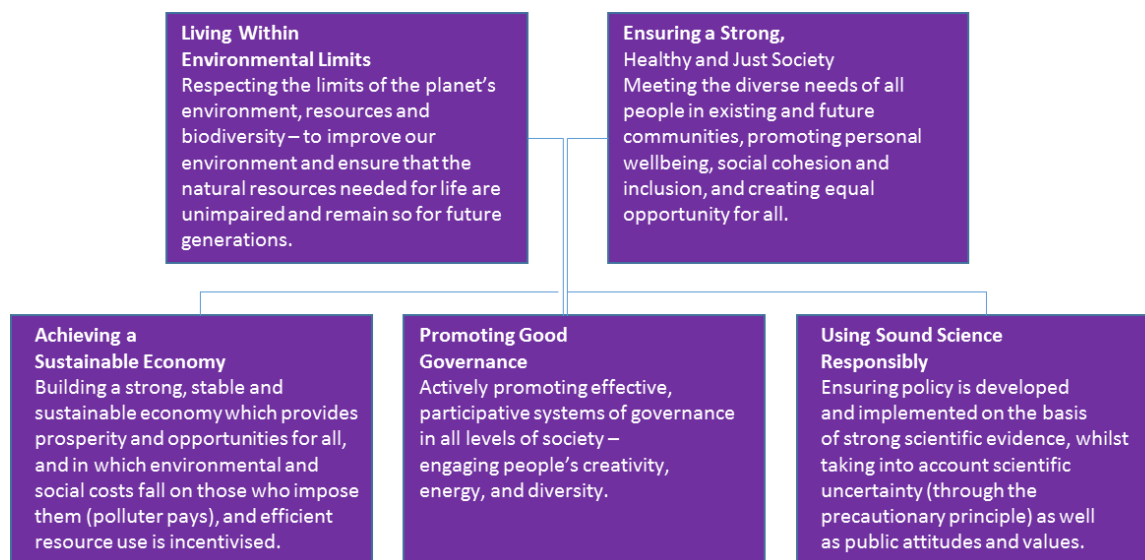 Living Within
Environmental Limits
Respecting the limits of the planet's
environment, resources and
biodiversity – to improve our
environment and ensure that the
natural resources needed for life are
unimpaired and remain so for future
generations.
Ensuring a Strong,
Healthy and Just Society
Meeting the diverse needs of all
people in existing and future
communities, promoting personal
wellbeing, social cohesion and
inclusion, and creating equal
opportunity for all.
Achieving a
Sustainable Economy
Building a strong, stable and
sustainable economy which provides
prosperity and opportunities for all,
and in which environmental and
social costs fall on those who impose
them (polluter pays), and efficient
resource use is incentivised.
Promoting Good
Governance
Actively promoting effective,
participative systems of governance
in all levels of society –
engaging people's creativity,
energy, and diversity.
Using Sound Science
Responsibly
Ensuring policy is developed
and implemented on the basis
of strong scientific evidence, whilst
taking into account scientific
uncertainty (through the
precautionary principle) as well
as public attitudes and values.